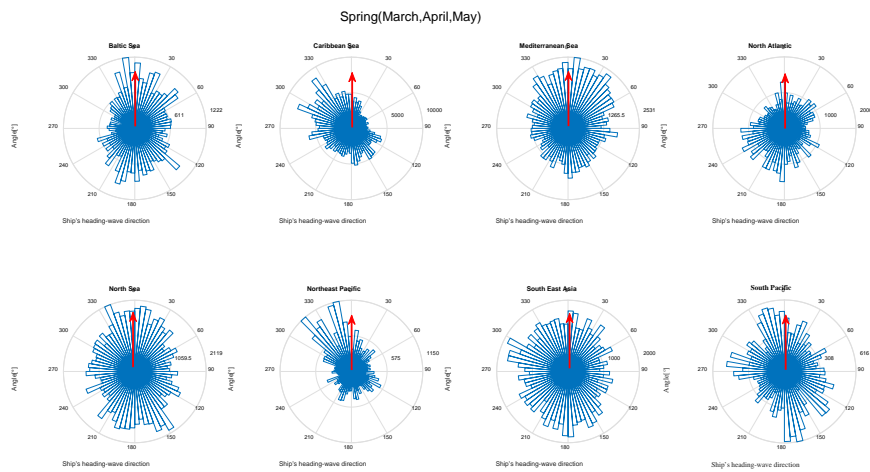 Spring(March,April,May)
Baltic Sea
Caribbean Sea
Mediterranean Sea
North Atlantic
330 30 330 30 330 30 330 30
300 60 300 60 300 60 300 60
611 1222 5000 10000 1265.5 2531 1000
270 90 270 90 270 90 270 90
Angle[°] Angle[°] Angle[°] Angle[°]
240 120 240 120 240 120 240 120
210 150 210 150 210 150 210 150
180 180 180 180
Ship's heading-wave direction Ship's heading-wave direction Ship's heading-wave direction Ship's heading-wave direction
North Sea
Northeast Pacific
South East Asia
South Pacific
330 30 330 30 330 30 330 30
300 60 300 60 300 60 300 60
1059.5 2119 575 1150 1000 2000 308 616
270 90 270 90 270 90 270 90
Angle[°] Angle[°] Angle[°] Angle[°]
240 120 240 120 240 120 240 120
210 150 210 150 210 150 210 150
180 180 180 180
Ship's heading-wave direction Ship's heading-wave direction Ship's heading-wave direction Ship's heading-wave direction